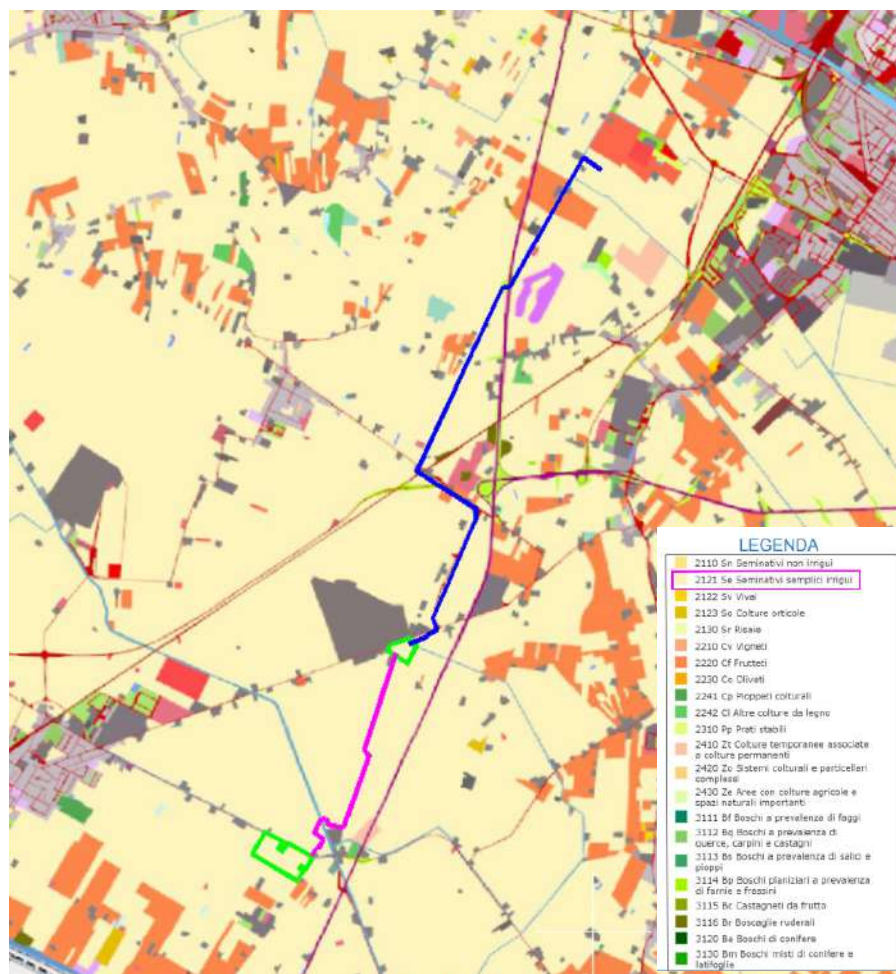 LEGENDA
2110 Sn Seminativi non irrigui
2121 Se Seminativi semplici irrigui
2122 Sv Vivai
2123 So Colture orticole
2130 Sr Risaie
2210 Cv Vigneti
2220 Cf Frutteti
2230 Co Oliveti
2241 Cp Pioppeti colturali
2242 Cl Altre colture da legno
2310 Pp Prati stabili
2410 Zt Colture temporanee associate
a colture permanenti
2420 Zo Sistemi colturali e particellari
complessi
2430 Ze Aree con colture agricole e
spazi naturali importanti
3111 Bf Boschi a prevalenza di faggi
3112 Bq Boschi a prevalenza di
querce, carpini e castagni
3113 Bs Boschi a prevalenza di salici e
pioppi
3114 Bp Boschi planiziari a prevalenza
di farnie e frassini
3115 Bc Castagneti da frutto
3116 Br Boscaglie ruderali
3120 Ba Boschi di conifere
3130 Bm Boschi misti di conifere e
latifoglie